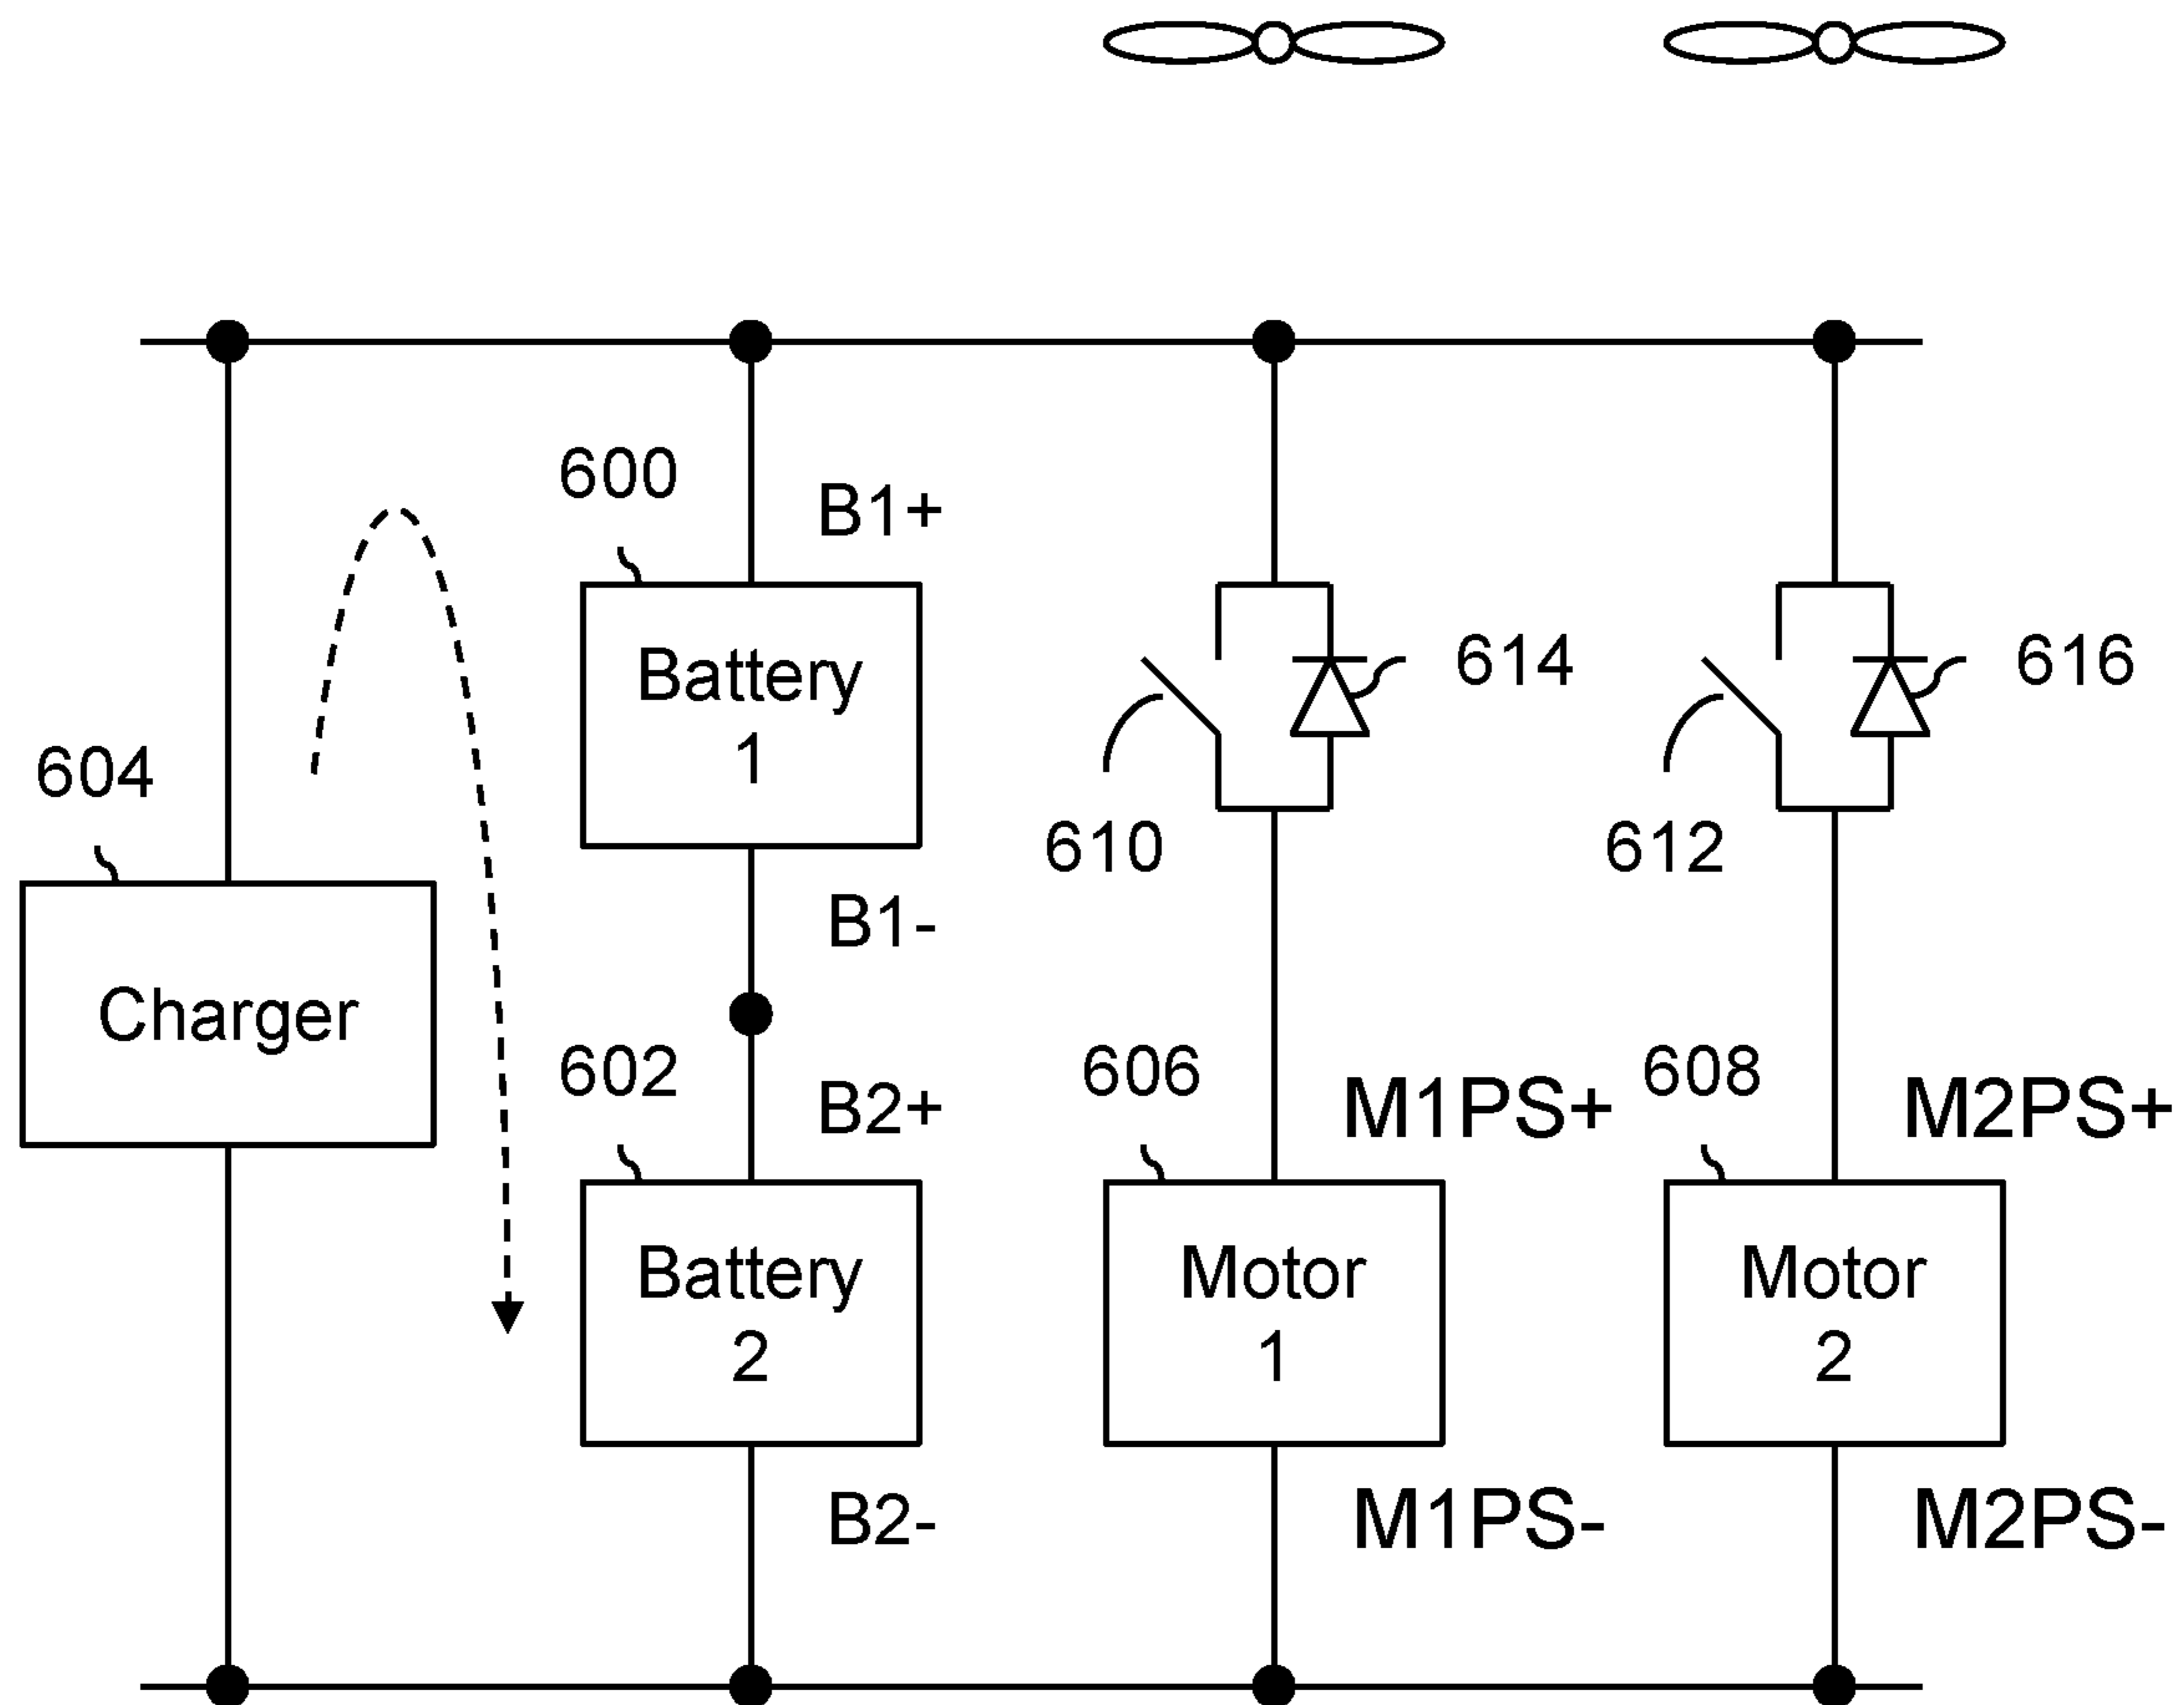 600
B1+
Battery
1
614
616
604
610
612
B1-
Charger
602
B2+
606
M1PS+
608
M2PS+
Battery
2
Motor
1
Motor
2
B2-
M1PS-
M2PS-